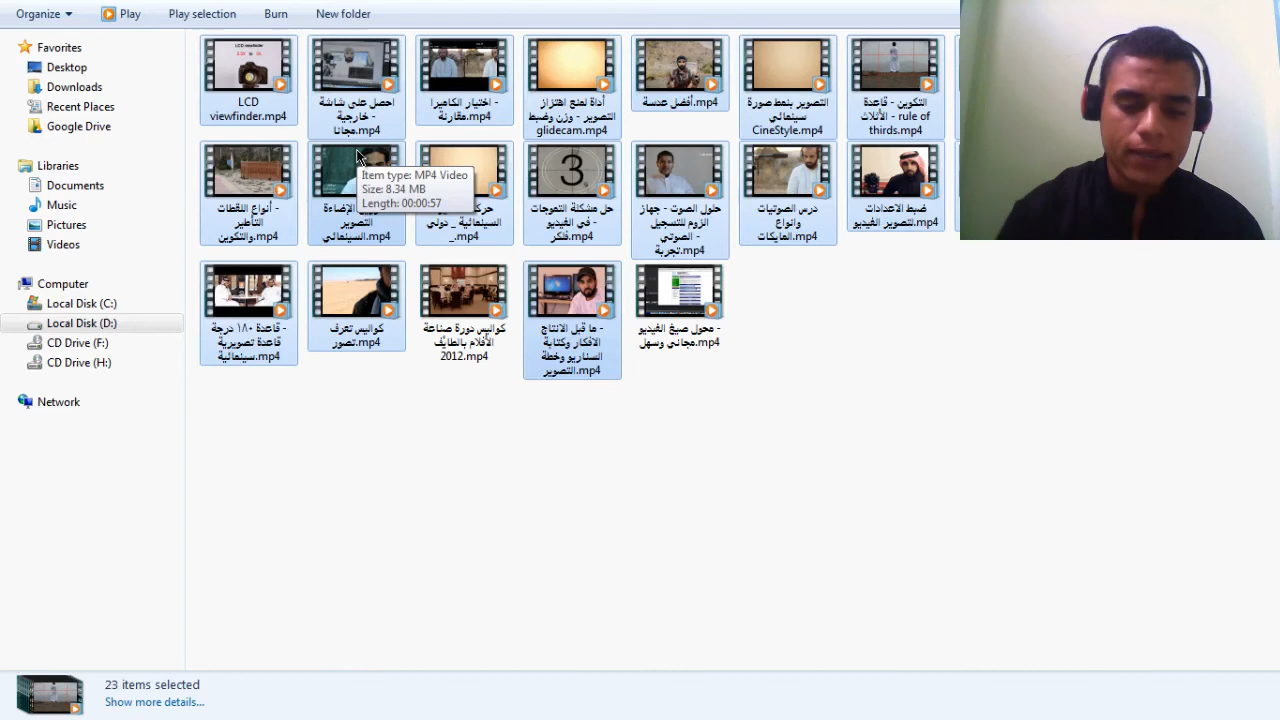 Organize Play Play selection Burn New folder
Favorites
Desktop
Downloads
Recent Places
Google Drive
Libraries
Documents
Music
Pictures
Videos
Computer
Local Disk (C:)
Local Disk (D:)
CD Drive (F:)
CD Drive (H:)
Network
LCD
viewfinder.mp4
احصل على شاشة
خارجية -
مجانا.mp4
اختيار الكاميرا -
مقارنة.mp4
أداة لمنع اهتزاز
التصوير - وزن وضبط
glidecam.mp4
أفضل عدسة.mp4
التصوير بنمط صورة
سينمائي
CineStyle.mp4
التكوين - قاعدة
الأثلاث - rule of
thirds.mp4
أنواع اللقطات -
التأطير
والتكوين.mp4
الإضاءة
التصوير
السينمائي.mp4
السينمائية _ دولي
_.mp4
حل مشكلة التموجات
في الفيديو -
فلكر.mp4
حلول الصوت - جهاز
الزوم للتسجيل
الصوتي -
تجربة.mp4
درس الصوتيات
وانواع
المايكات.mp4
ضبط الاعدادات
لتصوير الفيديو.mp4
قاعدة ١٨٠ درجة -
قاعدة تصويرية
سينمائية.mp4
كواليس تعرف
تصور.mp4
كواليس دورة صناعة
الأفلام بالطائف
2012.mp4
ما قبل الانتاج -
الافكار وكتابة
السناريو وخطة
التصوير.mp4
محول صيغ الفيديو -
مجاني وسهل.mp4
Item type: MP4 Video
Size: 8.34 MB
Length: 00:00:57
23 items selected
Show more details...